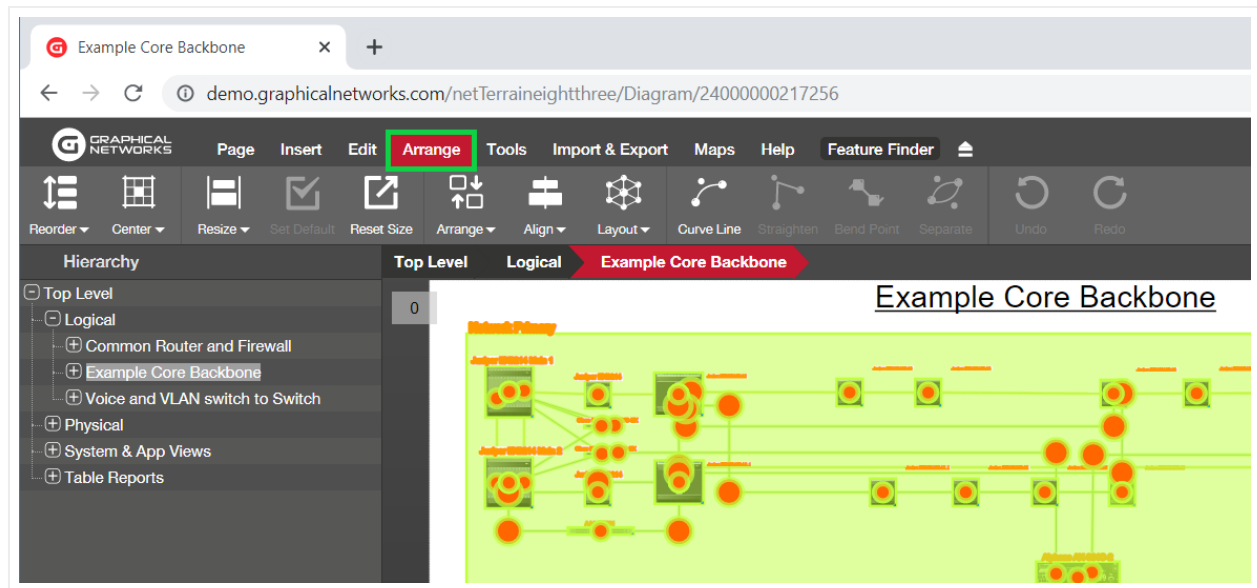 Example Core Backbone
demo.graphicalnetworks.com/netTerraineightthree/Diagram/24000000217256
GRAPHICAL NETWORKS Page Insert Edit Arrange Tools Import & Export Maps Help Feature Finder
Reorder Center Resize Set Default Reset Size Arrange Align Layout Curve Line Straighten Bend Point Separate Undo Redo
Hierarchy Top Level Logical Example Core Backbone
Top Level
Logical
Common Router and Firewall
Example Core Backbone
Voice and VLAN switch to Switch
Physical
System & App Views
Table Reports
0
Example Core Backbone
Network Primary